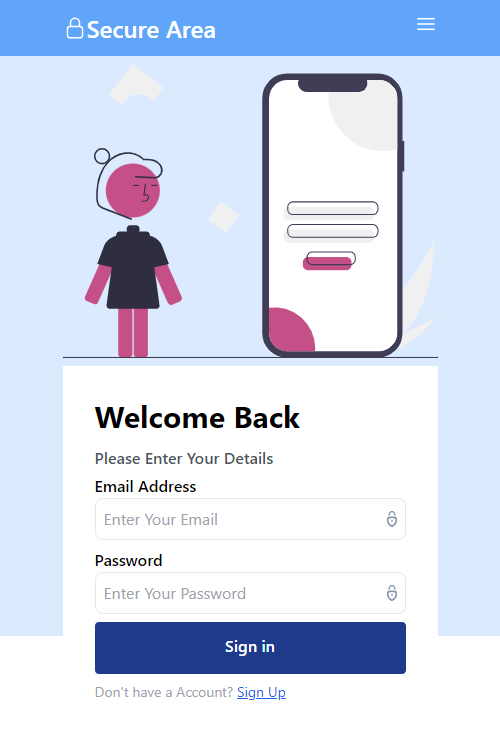 Secure Area
Welcome Back
Please Enter Your Details
Email Address
Enter Your Email
Password
Enter Your Password
Sign in
Don't have a Account? Sign Up